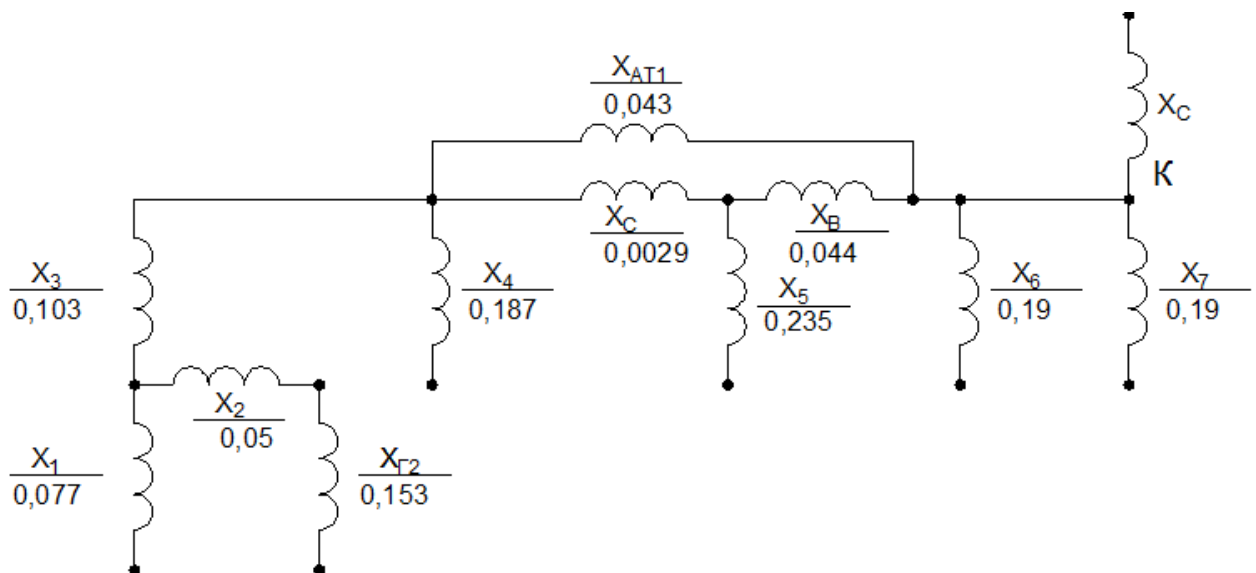 X_AT1
0,043
X_C
К
X_C
0,0029
X_B
0,044
X_3
0,103
X_4
0,187
X_5
0,235
X_6
0,19
X_7
0,19
X_2
0,05
X_1
0,077
X_Г2
0,153